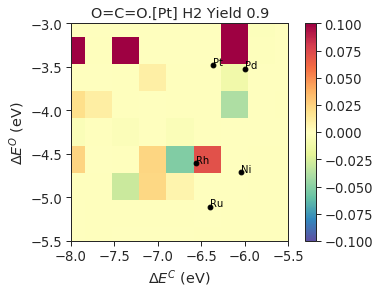 O=C=O.[Pt] H2 Yield 0.9
−3.0
−3.5
−4.0
−4.5
−5.0
−5.5
ΔE^O (eV)
Pt
Pd
Rh
Ni
Ru
−8.0 −7.5 −7.0 −6.5 −6.0 −5.5
ΔE^C (eV)
0.100
0.075
0.050
0.025
0.000
−0.025
−0.050
−0.075
−0.100